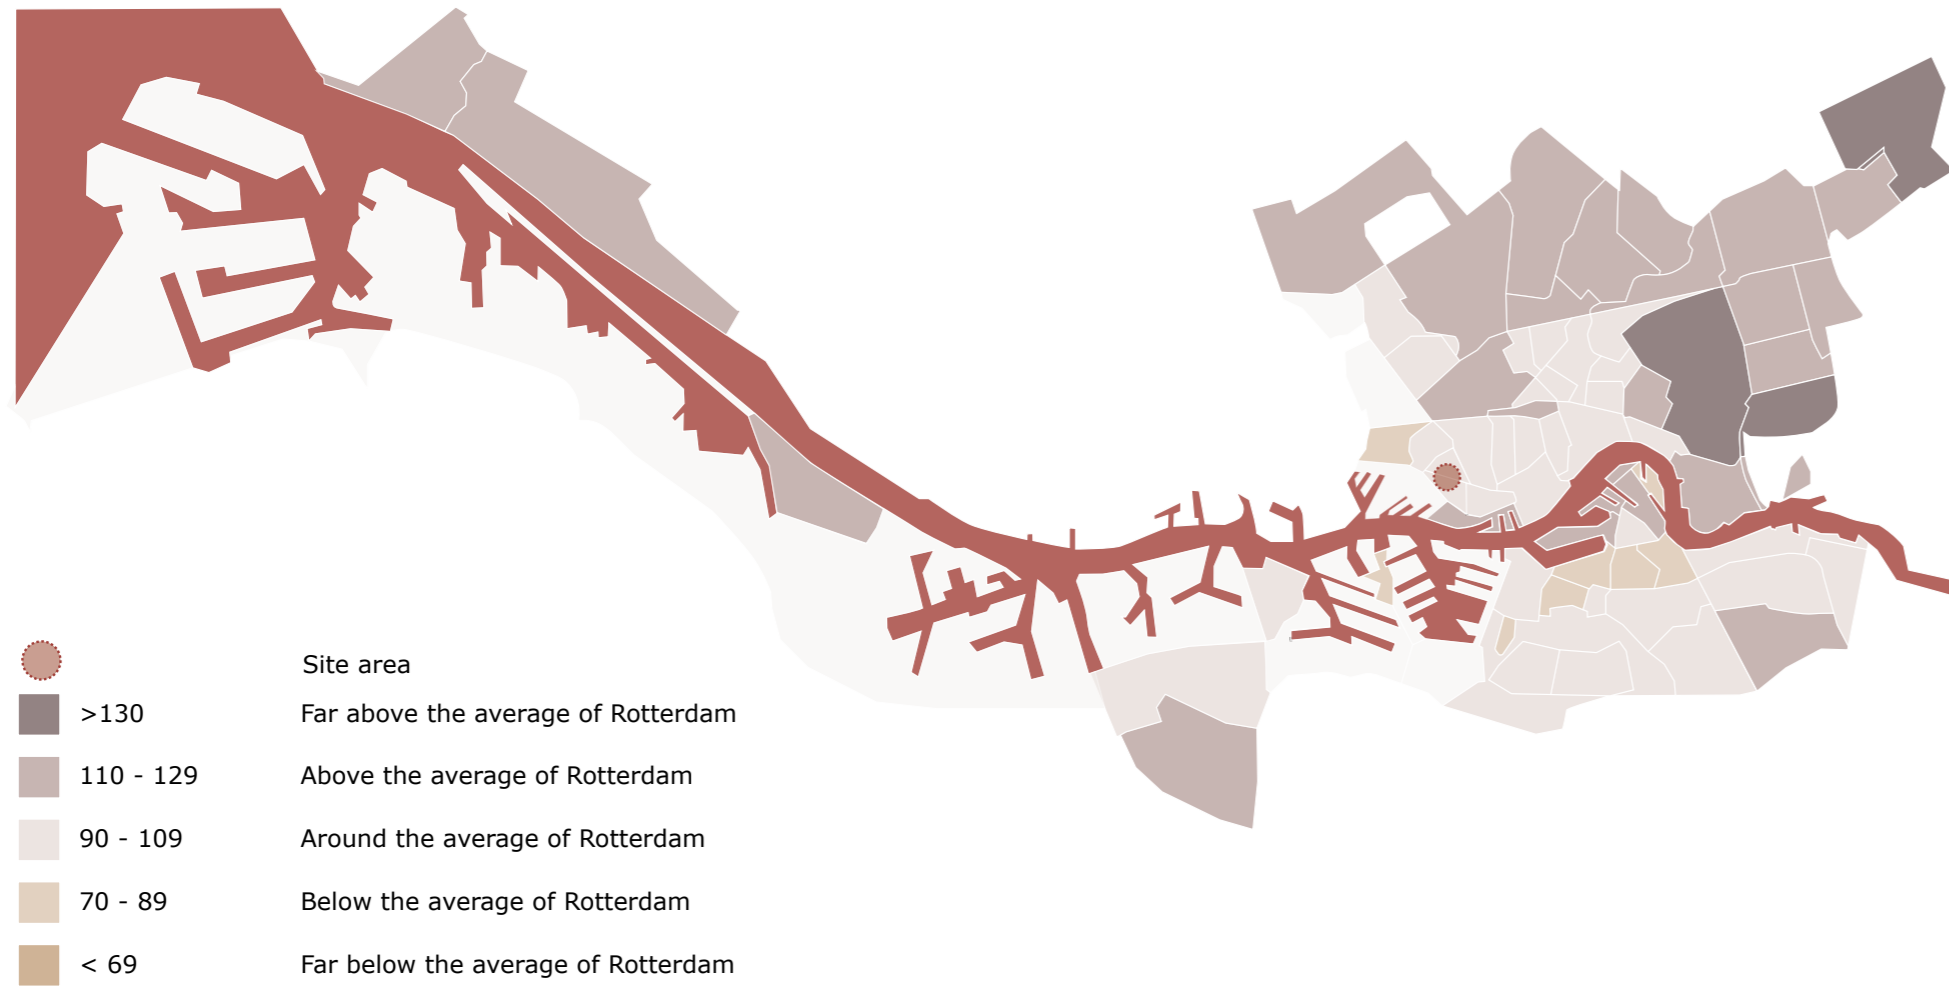 Site area
>130 Far above the average of Rotterdam
110 - 129 Above the average of Rotterdam
90 - 109 Around the average of Rotterdam
70 - 89 Below the average of Rotterdam
< 69 Far below the average of Rotterdam